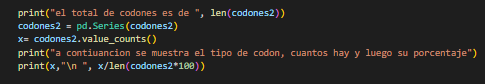 print("el total de codones es de ", len(codones2))
codones2 = pd.Series(codones2)
x= codones2.value_counts()
print("a contiuancion se muestra el tipo de codon, cuantos hay y luego su porcentaje")
print(x,"\n ", x/len(codones2*100))